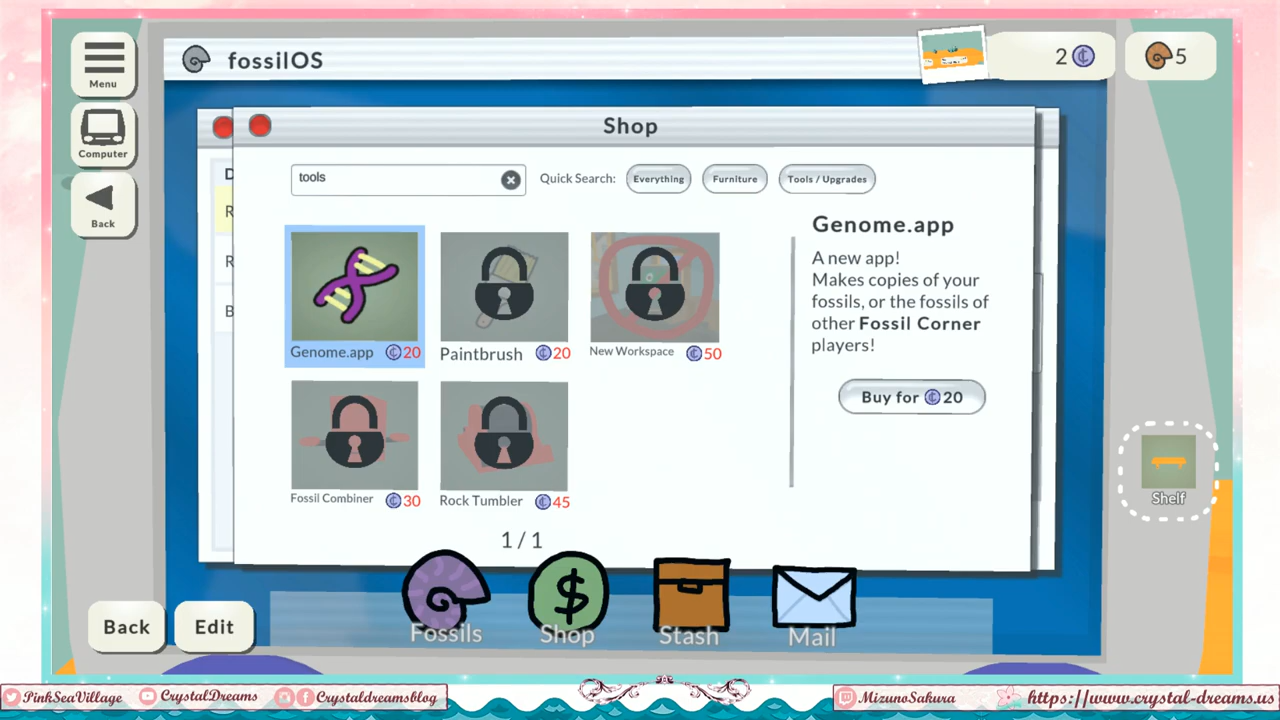 Menu
Computer
Back
fossilOS
2
5
Shop
tools
Quick Search:
Everything
Furniture
Tools / Upgrades
D
R
R
B
Genome.app
20
Paintbrush
20
New Workspace
50
Fossil Combiner
30
Rock Tumbler
45
1 / 1
Genome.app
A new app!
Makes copies of your
fossils, or the fossils of
other Fossil Corner
players!
Buy for 20
Shelf
Back
Edit
Fossils
Shop
Stash
Mail
PinkSeaVillage
CrystalDreams
Crystaldreamsblog
MizunoSakura
https://www.crystal-dreams.us